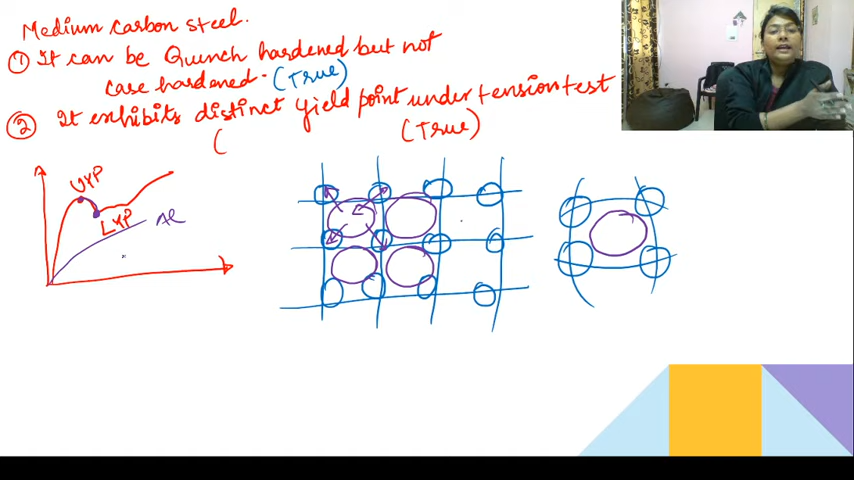 Medium carbon steel.
① It can be Qunch hardened but not
case hardened. (True)
② It exhibits distinct yield point under tension test
( (True)
UYP
LYP
Al